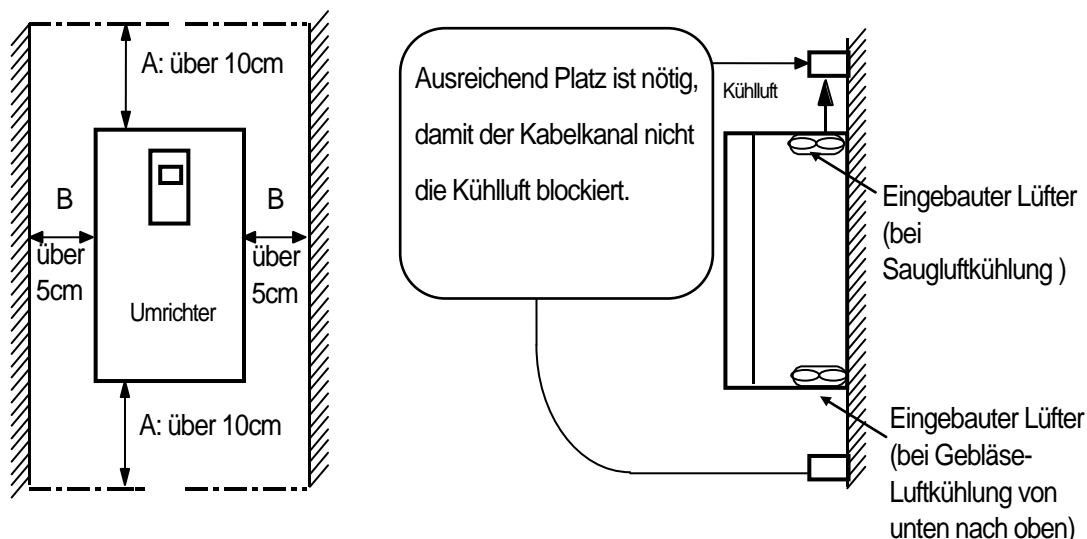 A: über 10cm
B
über
5cm
B
über
5cm
Umrichter
A: über 10cm
Ausreichend Platz ist nötig,
damit der Kabelkanal nicht
die Kühlluft blockiert.
Kühlluft
Eingebauter Lüfter
(bei
Saugluftkühlung )
Eingebauter Lüfter
(bei Gebläse-
Luftkühlung von
unten nach oben)